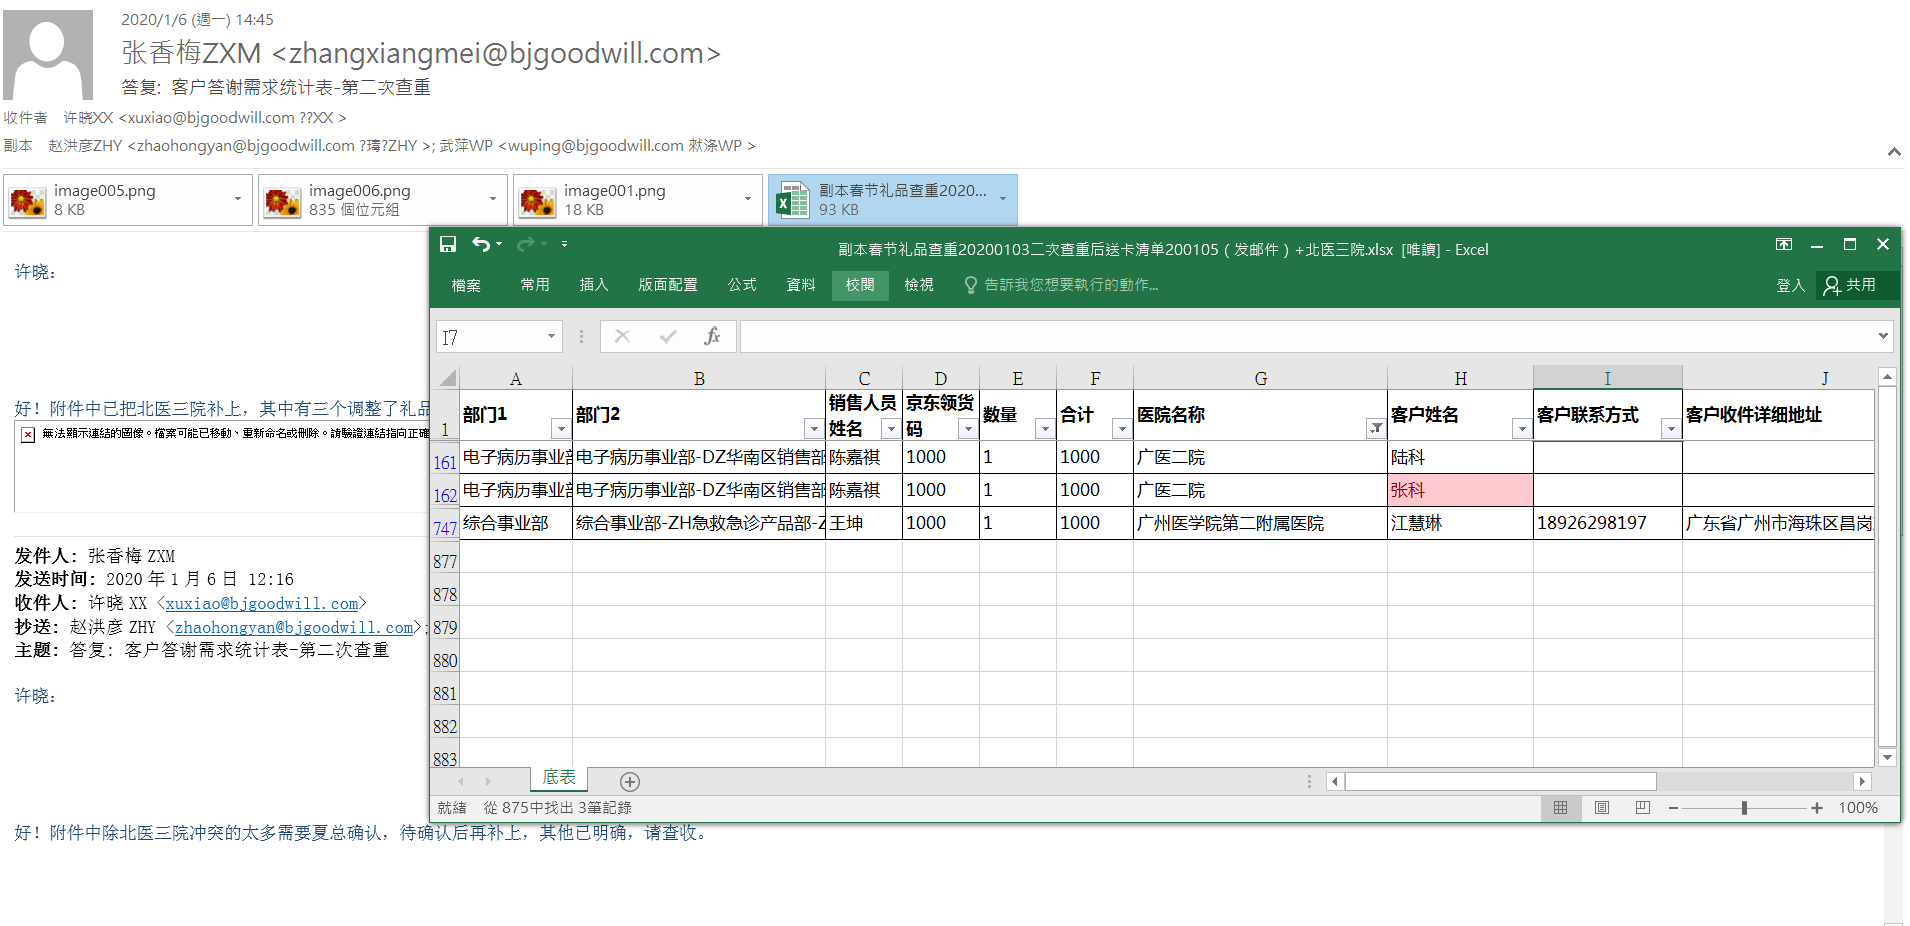 2020/1/6 (週一) 14:45
张香梅ZXM <zhangxiangmei@bjgoodwill.com>
答复: 客户答谢需求统计表-第二次查重
收件者 许晓XX <xuxiao@bjgoodwill.com ??XX >
副本 赵洪彦ZHY <zhaohongyan@bjgoodwill.com ?璹?ZHY >; 武萍WP <wuping@bjgoodwill.com 㱇涤WP >
image005.png
8 KB
image006.png
835 個位元組
image001.png
18 KB
副本春节礼品查重2020...
93 KB
许晓：
好！附件中已把北医三院补上，其中有三个调整了礼品
無法顯示連結的圖像。檔案可能已移動、重新命名或刪除。請驗證連結指向正確
发件人: 张香梅 ZXM
发送时间: 2020 年 1 月 6 日 12:16
收件人: 许晓 XX <xuxiao@bjgoodwill.com>
抄送: 赵洪彦 ZHY <zhaohongyan@bjgoodwill.com>;
主题: 答复: 客户答谢需求统计表-第二次查重
许晓：
好！附件中除北医三院冲突的太多需要夏总确认，待确认后再补上，其他已明确，请查收。
副本春节礼品查重20200103二次查重后送卡清单200105（发邮件）+北医三院.xlsx [唯讀] - Excel
檔案 常用 插入 版面配置 公式 資料 校閱 檢視 告訴我您想要執行的動作... 登入 共用
I7 fx
A B C D E F G H I J
1 部门1 部门2 销售人员姓名 京东领货码 数量 合计 医院名称 客户姓名 客户联系方式 客户收件详细地址
161 电子病历事业部 电子病历事业部-DZ华南区销售部 陈嘉祺 1000 1 1000 广医二院 陆科
162 电子病历事业部 电子病历事业部-DZ华南区销售部 陈嘉祺 1000 1 1000 广医二院 张科
747 综合事业部 综合事业部-ZH急救急诊产品部-Z 王坤 1000 1 1000 广州医学院第二附属医院 江慧琳 18926298197 广东省广州市海珠区昌岗
877
878
879
880
881
882
883
底表
就緒 從 875中找出 3筆記錄 100%